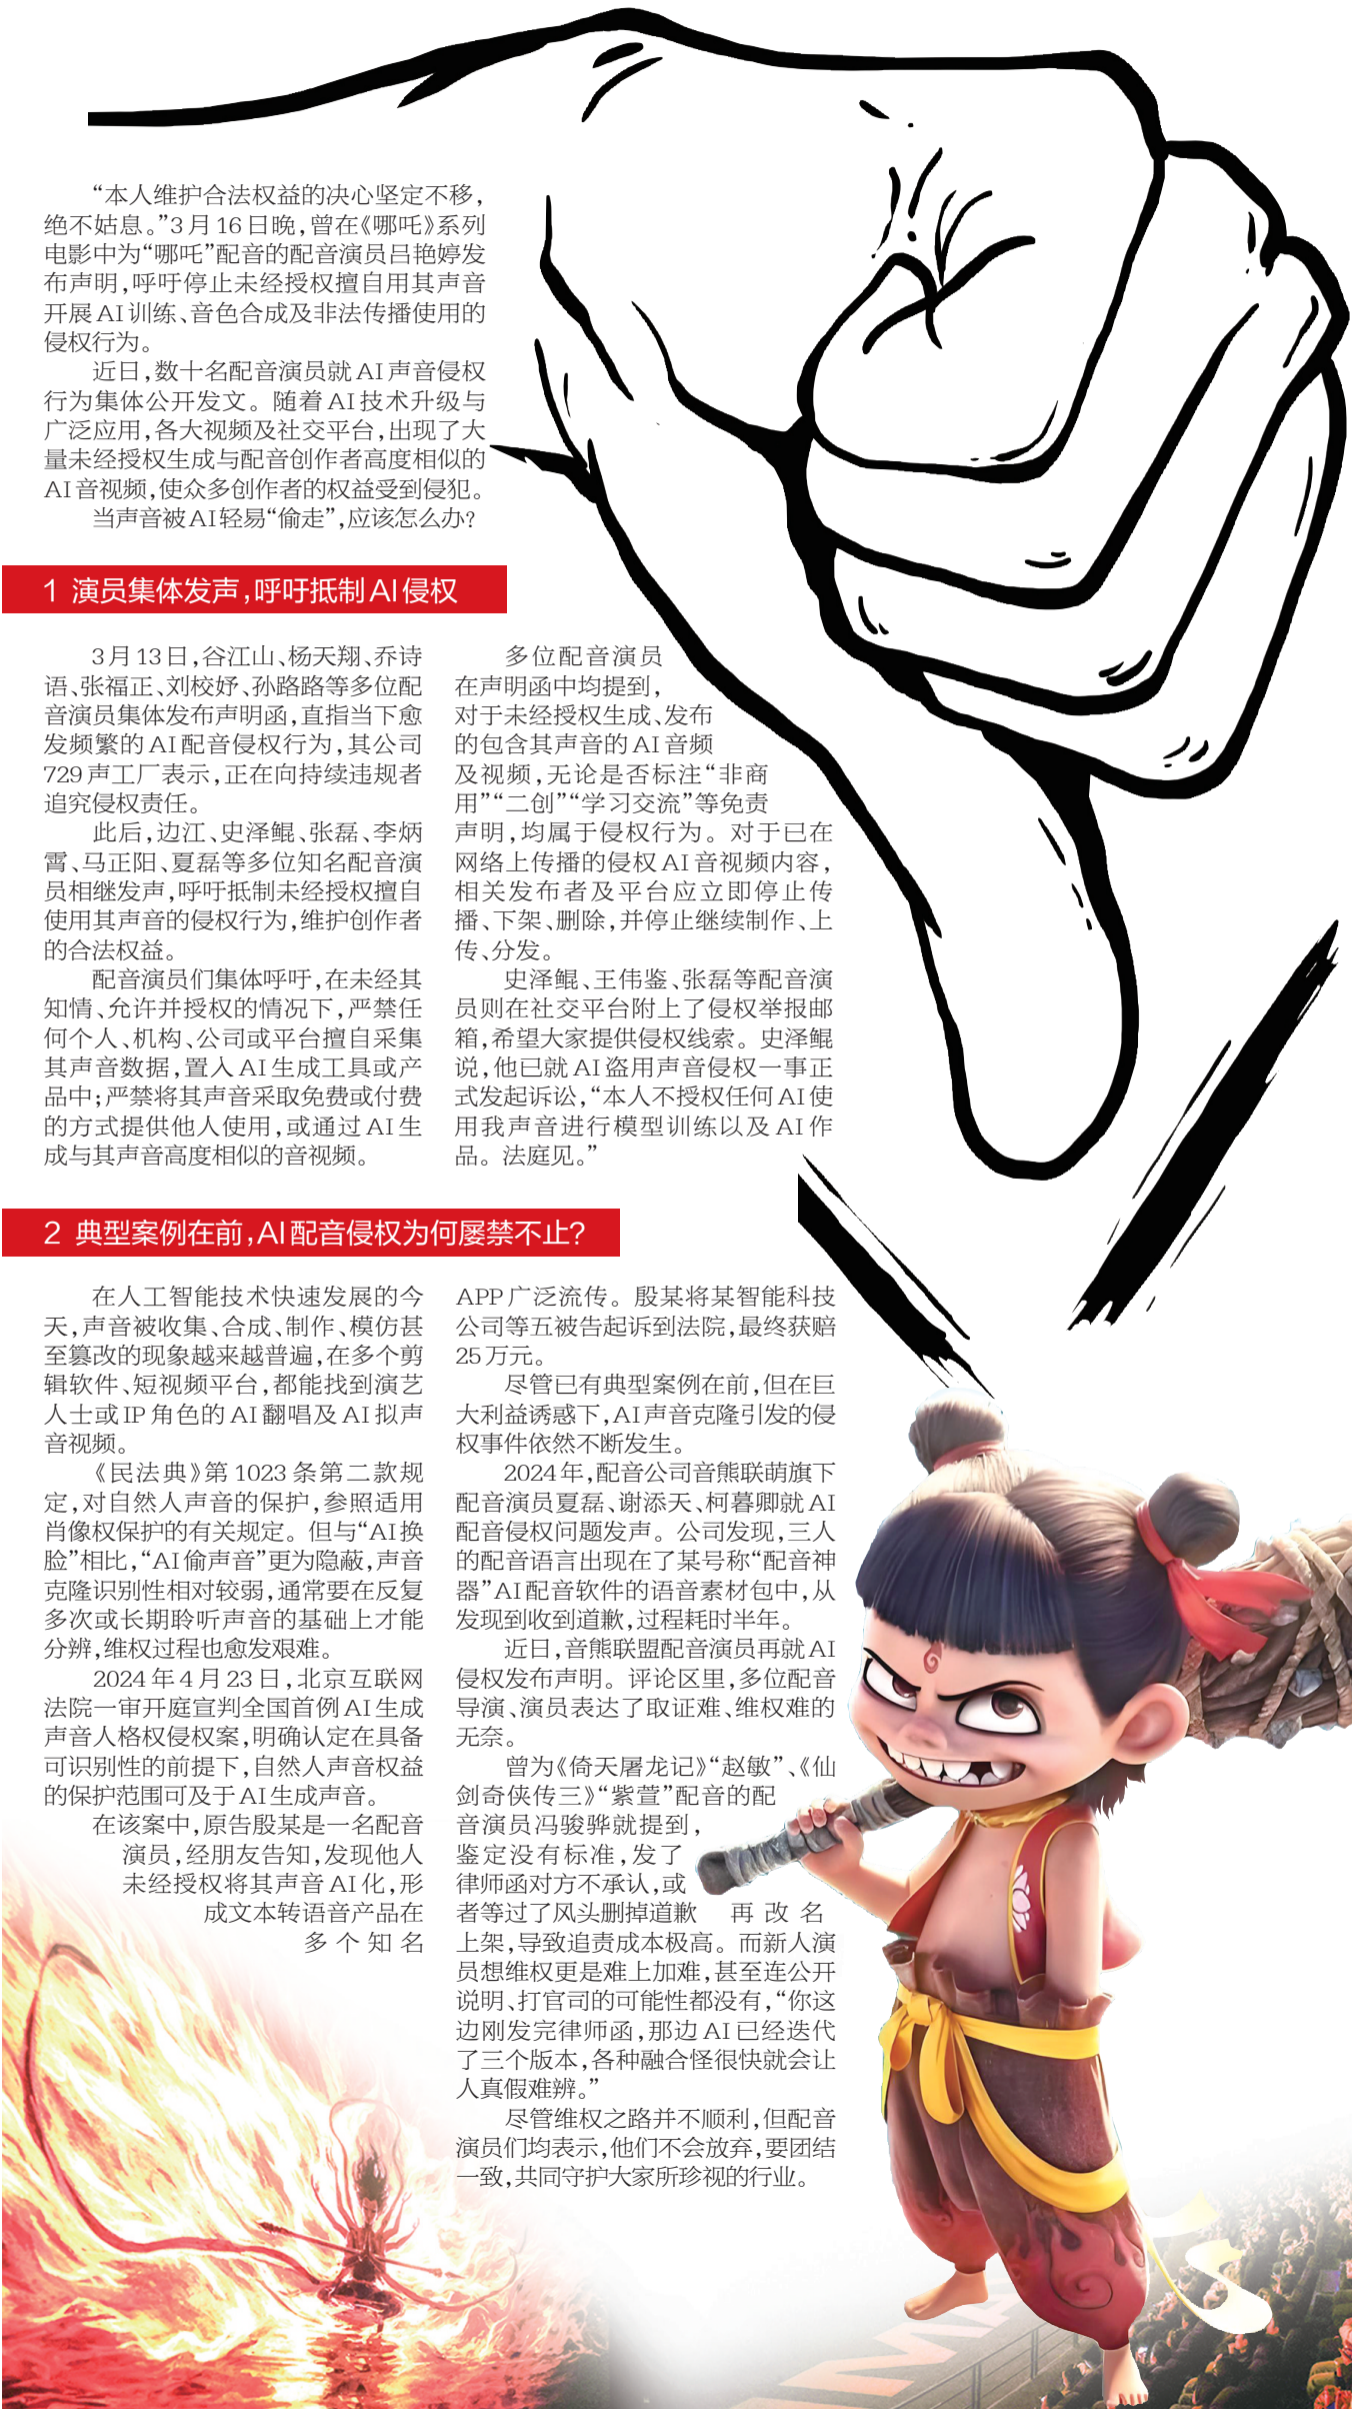 “本人维护合法权益的决心坚定不移，
绝不姑息。”3月16日晚，曾在《哪吒》系列
电影中为“哪吒”配音的配音演员吕艳婷发
布声明，呼吁停止未经授权擅自用其声音
开展AI训练、音色合成及非法传播使用的
侵权行为。
近日，数十名配音演员就AI声音侵权
行为集体公开发文。随着AI技术升级与
广泛应用，各大视频及社交平台，出现了大
量未经授权生成与配音创作者高度相似的
AI音视频，使众多创作者的权益受到侵犯。
当声音被AI轻易“偷走”，应该怎么办？
1 演员集体发声，呼吁抵制AI侵权
3月13日，谷江山、杨天翔、乔诗
语、张福正、刘校妤、孙路路等多位配
音演员集体发布声明函，直指当下愈
发频繁的AI配音侵权行为，其公司
729声工厂表示，正在向持续违规者
追究侵权责任。
此后，边江、史泽鲲、张磊、李炳
霄、马正阳、夏磊等多位知名配音演
员相继发声，呼吁抵制未经授权擅自
使用其声音的侵权行为，维护创作者
的合法权益。
配音演员们集体呼吁，在未经其
知情、允许并授权的情况下，严禁任
何个人、机构、公司或平台擅自采集
其声音数据，置入AI生成工具或产
品中；严禁将其声音采取免费或付费
的方式提供他人使用，或通过AI生
成与其声音高度相似的音视频。
多位配音演员
在声明函中均提到，
对于未经授权生成、发布
的包含其声音的AI音频
及视频，无论是否标注“非商
用”“二创”“学习交流”等免责
声明，均属于侵权行为。对于已在
网络上传播的侵权AI音视频内容，
相关发布者及平台应立即停止传
播、下架、删除，并停止继续制作、上
传、分发。
史泽鲲、王伟鉴、张磊等配音演
员则在社交平台附上了侵权举报邮
箱，希望大家提供侵权线索。史泽鲲
说，他已就AI盗用声音侵权一事正
式发起诉讼，“本人不授权任何AI使
用我声音进行模型训练以及AI作
品。法庭见。”
2 典型案例在前，AI配音侵权为何屡禁不止？
在人工智能技术快速发展的今
天，声音被收集、合成、制作、模仿甚
至篡改的现象越来越普遍，在多个剪
辑软件、短视频平台，都能找到演艺
人士或IP角色的AI翻唱及AI拟声
音视频。
《民法典》第1023条第二款规
定，对自然人声音的保护，参照适用
肖像权保护的有关规定。但与“AI换
脸”相比，“AI偷声音”更为隐蔽，声音
克隆识别性相对较弱，通常要在反复
多次或长期聆听声音的基础上才能
分辨，维权过程也愈发艰难。
2024年4月23日，北京互联网
法院一审开庭宣判全国首例AI生成
声音人格权侵权案，明确认定在具备
可识别性的前提下，自然人声音权益
的保护范围可及于AI生成声音。
在该案中，原告殷某是一名配音
演员，经朋友告知，发现他人
未经授权将其声音AI化，形
成文本转语音产品在
多个知名
APP广泛流传。殷某将某智能科技
公司等五被告起诉到法院，最终获赔
25万元。
尽管已有典型案例在前，但在巨
大利益诱惑下，AI声音克隆引发的侵
权事件依然不断发生。
2024年，配音公司音熊联萌旗下
配音演员夏磊、谢添天、柯暮卿就AI
配音侵权问题发声。公司发现，三人
的配音语言出现在了某号称“配音神
器”AI配音软件的语音素材包中，从
发现到收到道歉，过程耗时半年。
近日，音熊联盟配音演员再就AI
侵权发布声明。评论区里，多位配音
导演、演员表达了取证难、维权难的
无奈。
曾为《倚天屠龙记》“赵敏”、《仙
剑奇侠传三》“紫萱”配音的配
音演员冯骏骅就提到，
鉴定没有标准，发了
律师函对方不承认，或
者等过了风头删掉道歉 再改名
上架，导致追责成本极高。而新人演
员想维权更是难上加难，甚至连公开
说明、打官司的可能性都没有，“你这
边刚发完律师函，那边AI已经迭代
了三个版本，各种融合怪很快就会让
人真假难辨。”
尽管维权之路并不顺利，但配音
演员们均表示，他们不会放弃，要团结
一致，共同守护大家所珍视的行业。